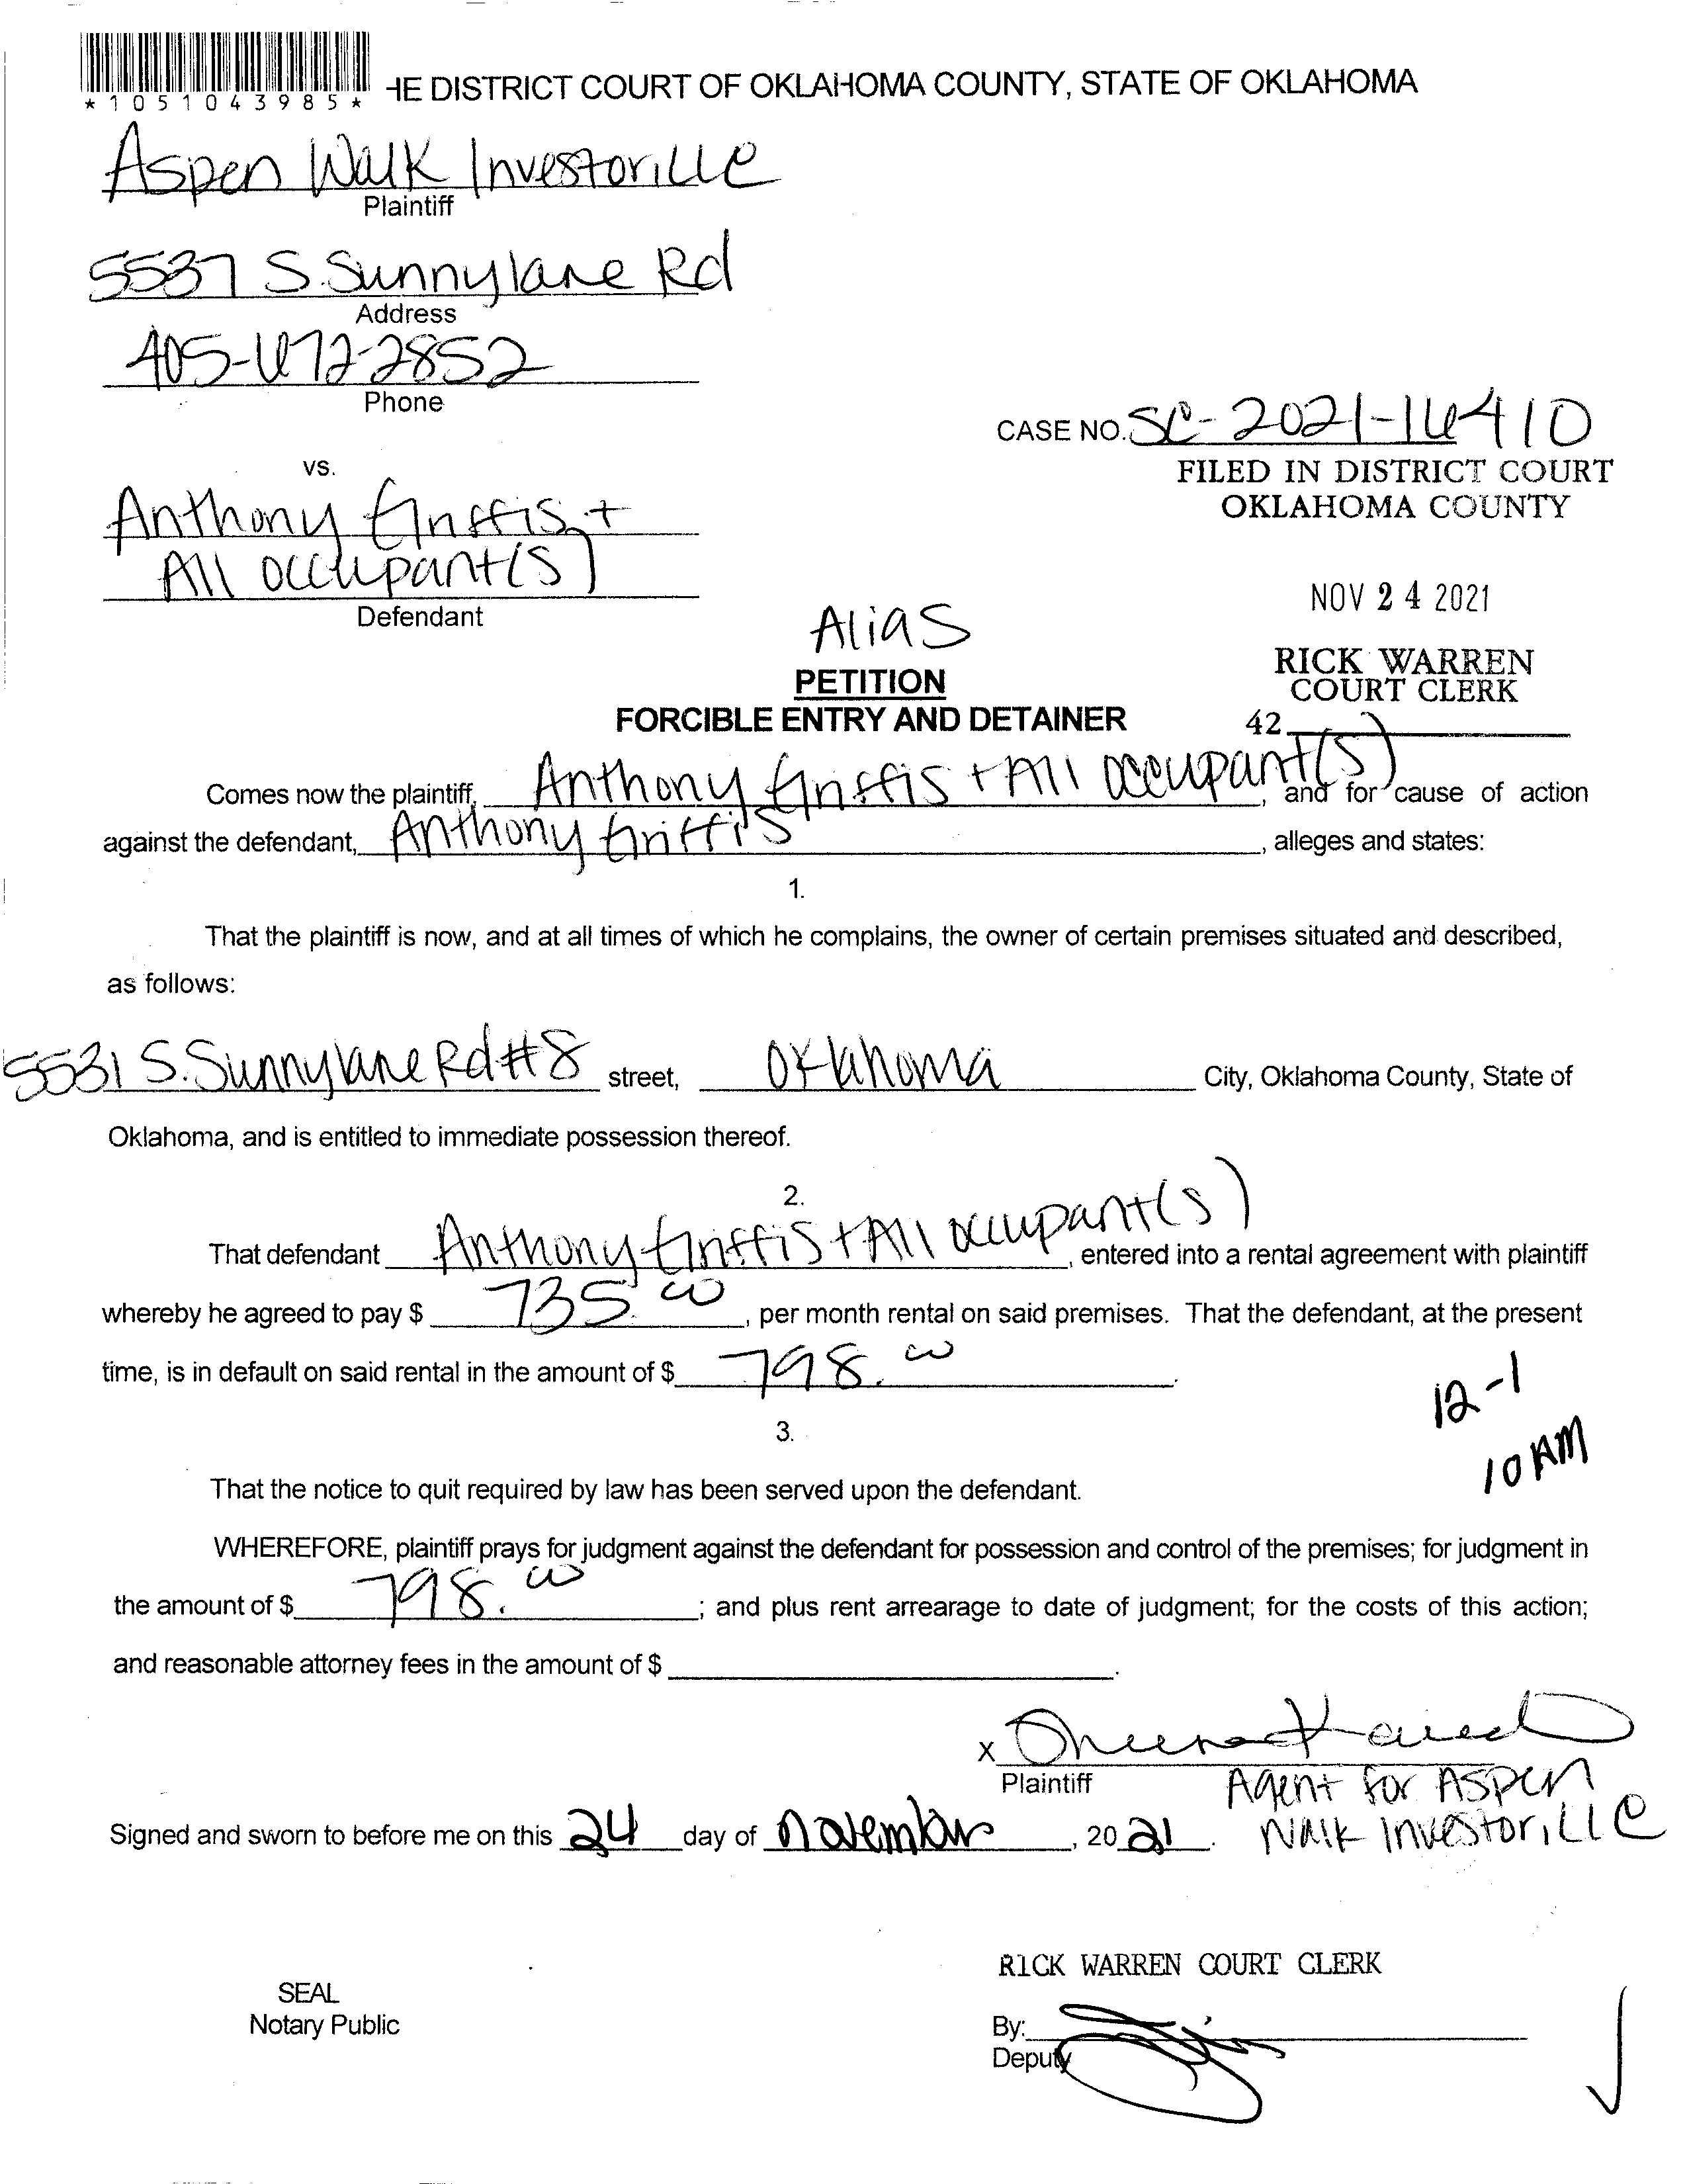 *1051043985*
HE DISTRICT COURT OF OKLAHOMA COUNTY, STATE OF OKLAHOMA
Aspen Walk Investor, LLC
Plaintiff
5537 S. Sunnylane Rd
Address
405-672-2852
Phone
CASE NO. SC-2021-16410
FILED IN DISTRICT COURT
OKLAHOMA COUNTY
vs.
Anthony Griffis +
All occupant(s)
Defendant
NOV 24 2021
Alias
RICK WARREN
COURT CLERK
PETITION
FORCIBLE ENTRY AND DETAINER
42
Comes now the plaintiff, Anthony Griffis + All occupant(s), and for cause of action
against the defendant, Anthony Griffis, alleges and states:
1.
That the plaintiff is now, and at all times of which he complains, the owner of certain premises situated and described,
as follows:
5531 S. Sunnylane Rd #8 street, Oklahoma City, Oklahoma County, State of
Oklahoma, and is entitled to immediate possession thereof.
2.
That defendant Anthony Griffis + All occupant(s), entered into a rental agreement with plaintiff
whereby he agreed to pay $ 735.00, per month rental on said premises. That the defendant, at the present
time, is in default on said rental in the amount of $ 798.00.
12-1
10 AM
3.
That the notice to quit required by law has been served upon the defendant.
WHEREFORE, plaintiff prays for judgment against the defendant for possession and control of the premises; for judgment in
the amount of $ 798.00; and plus rent arrearage to date of judgment; for the costs of this action;
and reasonable attorney fees in the amount of $ .
x
Plaintiff
Agent for Aspen
Walk Investor, LLC
Signed and sworn to before me on this 24 day of November, 20 21.
RICK WARREN COURT CLERK
SEAL
Notary Public
By:
Deputy